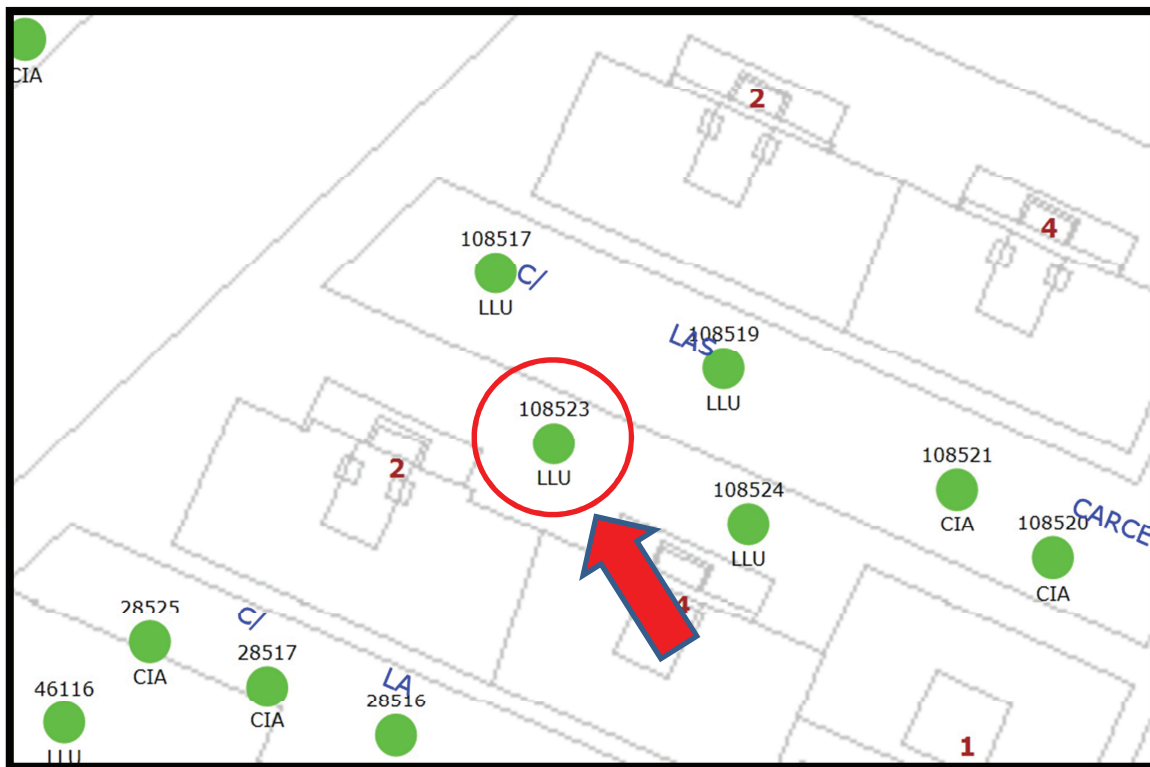 CIA
2
4
108517
C/
LLU
LAS
108519
LLU
108523
LLU
2
108521
CIA
108524
LLU
CARCE
108520
CIA
4
28525
CIA
C/
28517
CIA
LA
28516
46116
LLU
1